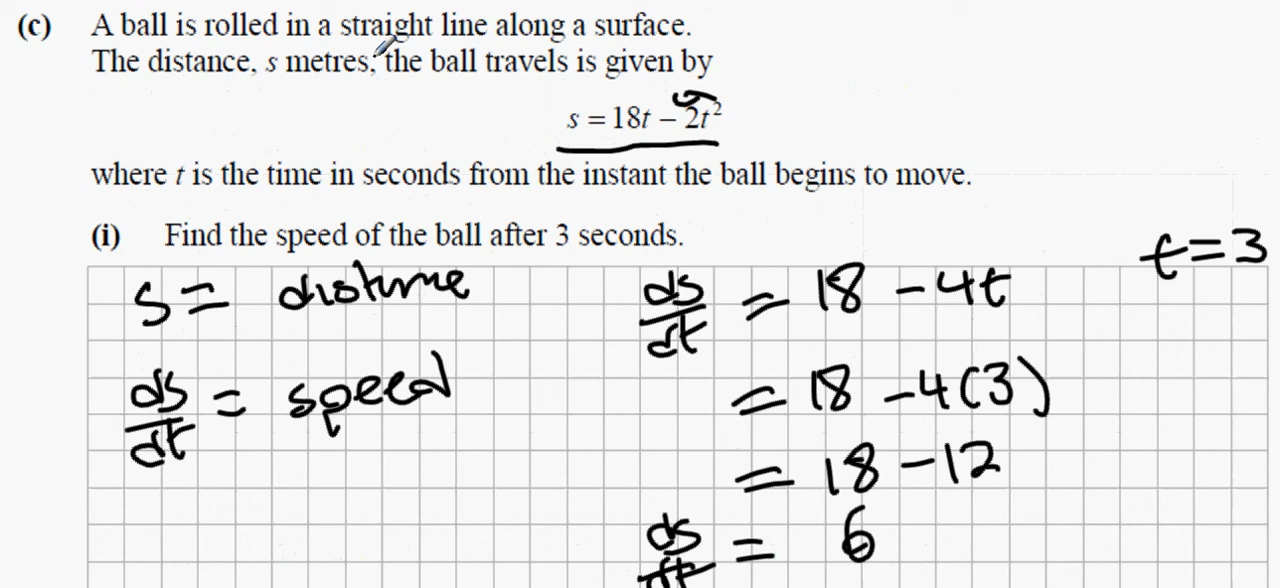 (c) A ball is rolled in a straight line along a surface.
The distance, s metres, the ball travels is given by
s = 18t − 2t²
where t is the time in seconds from the instant the ball begins to move.
(i) Find the speed of the ball after 3 seconds.
t=3
s = distance
ds/dt = speed
ds/dt = 18 - 4t
= 18 - 4(3)
= 18 - 12
ds/dt = 6